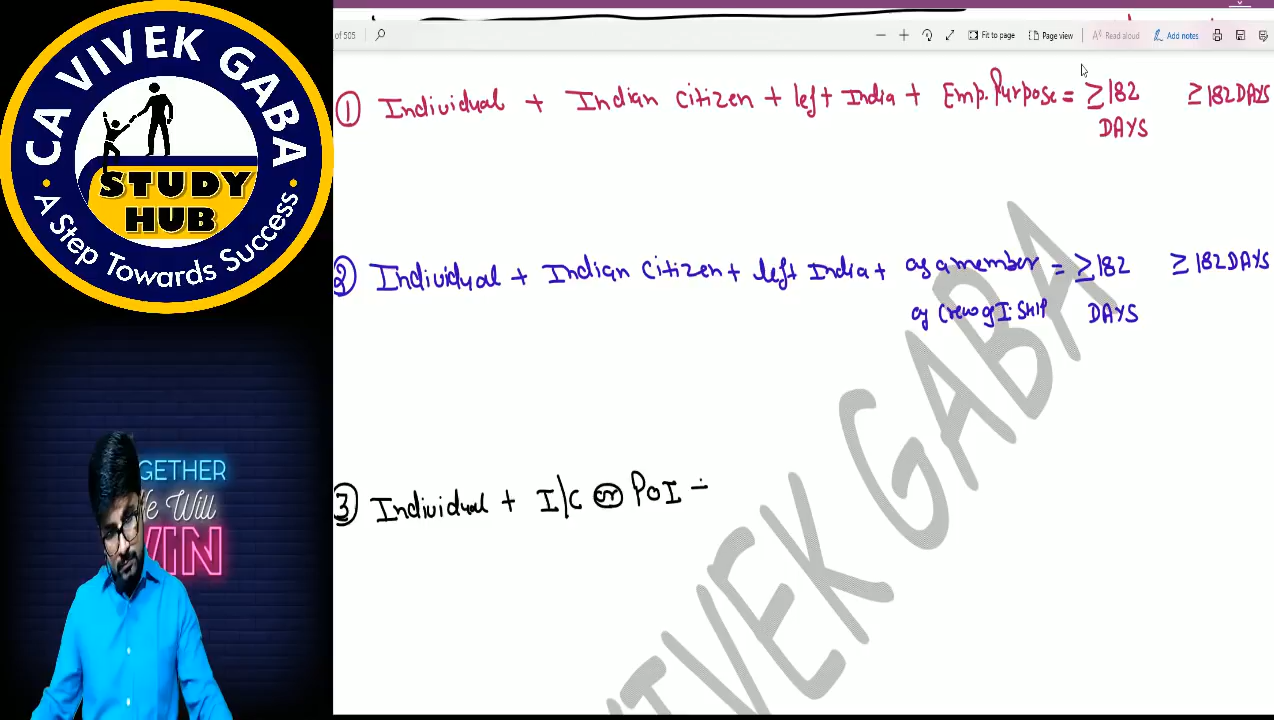 CA VIVEK GABA
STUDY
HUB
A Step Towards Success
of 505
Fit to page
Page view
Read aloud
Add notes
① Individual + Indian Citizen + left India + Emp. Purpose = ≥182 ≥182 DAYS
DAYS
② Individual + Indian Citizen + left India + as a member = ≥182 ≥182 DAYS
of Crew of I. SHIP DAYS
③ Individual + I/C or PoI
GETHER
We Will
WIN
VIVEK GABA